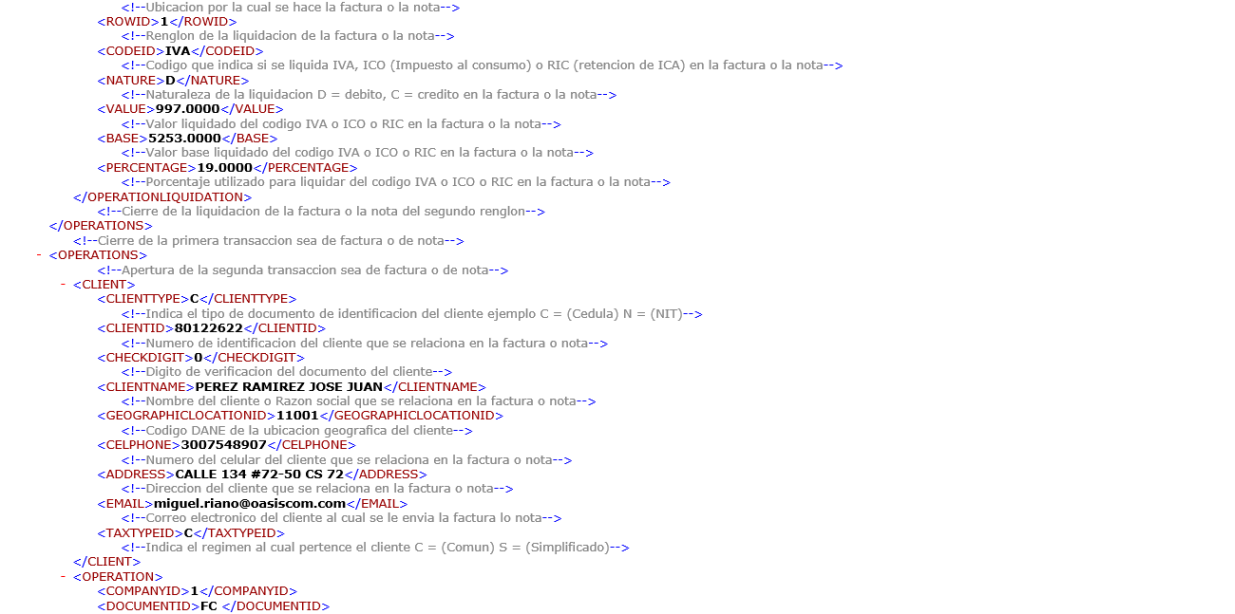 <!--Ubicacion por la cual se hace la factura o la nota-->
<ROWID>1</ROWID>
<!--Renglon de la liquidacion de la factura o la nota-->
<CODEID>IVA</CODEID>
<!--Codigo que indica si se liquida IVA, ICO (Impuesto al consumo) o RIC (retencion de ICA) en la factura o la nota-->
<NATURE>D</NATURE>
<!--Naturaleza de la liquidacion D = debito, C = credito en la factura o la nota-->
<VALUE>997.0000</VALUE>
<!--Valor liquidado del codigo IVA o ICO o RIC en la factura o la nota-->
<BASE>5253.0000</BASE>
<!--Valor base liquidado del codigo IVA o ICO o RIC en la factura o la nota-->
<PERCENTAGE>19.0000</PERCENTAGE>
<!--Porcentaje utilizado para liquidar del codigo IVA o ICO o RIC en la factura o la nota-->
</OPERATIONLIQUIDATION>
<!--Cierre de la liquidacion de la factura o la nota del segundo renglon-->
</OPERATIONS>
<!--Cierre de la primera transaccion sea de factura o de nota-->
- <OPERATIONS>
<!--Apertura de la segunda transaccion sea de factura o de nota-->
- <CLIENT>
<CLIENTTYPE>C</CLIENTTYPE>
<!--Indica el tipo de documento de identificacion del cliente ejemplo C = (Cedula) N = (NIT)-->
<CLIENTID>80122622</CLIENTID>
<!--Numero de identificacion del cliente que se relaciona en la factura o nota-->
<CHECKDIGIT>0</CHECKDIGIT>
<!--Digito de verificacion del documento del cliente-->
<CLIENTNAME>PEREZ RAMIREZ JOSE JUAN</CLIENTNAME>
<!--Nombre del cliente o Razon social que se relaciona en la factura o nota-->
<GEOGRAPHICLOCATIONID>11001</GEOGRAPHICLOCATIONID>
<!--Codigo DANE de la ubicacion geografica del cliente-->
<CELPHONE>3007548907</CELPHONE>
<!--Numero del celular del cliente que se relaciona en la factura o nota-->
<ADDRESS>CALLE 134 #72-50 CS 72</ADDRESS>
<!--Direccion del cliente que se relaciona en la factura o nota-->
<EMAIL>miguel.riano@oasiscom.com</EMAIL>
<!--Correo electronico del cliente al cual se le envia la factura lo nota-->
<TAXTYPEID>C</TAXTYPEID>
<!--Indica el regimen al cual pertence el cliente C = (Comun) S = (Simplificado)-->
</CLIENT>
- <OPERATION>
<COMPANYID>1</COMPANYID>
<DOCUMENTID>FC </DOCUMENTID>